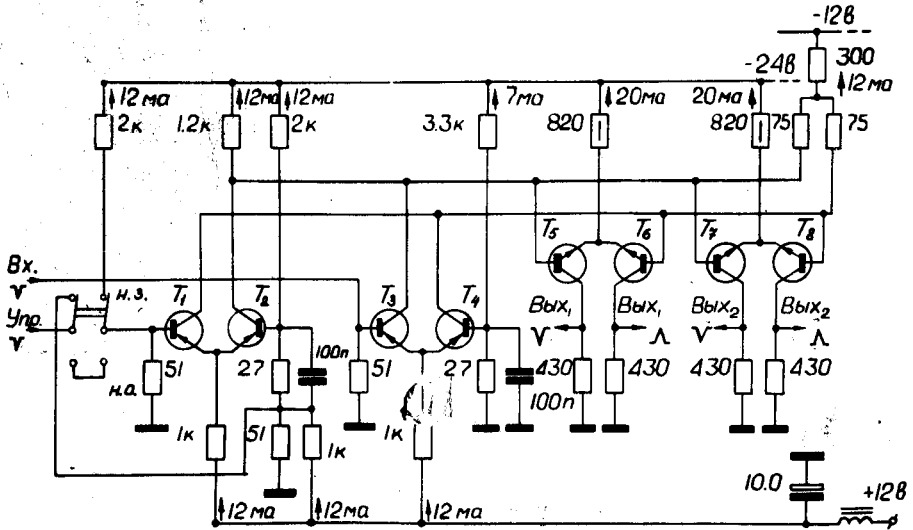 -12в
300
-24в
12ма
12ма 12ма 12ма 7ма 20ма 20ма
2к 1.2к 2к 3.3к 820 820 75 75
T5 T6 T7 T8
Вх.
н.з. T1 T2 T3 T4
Упр.
Вых1 Вых1 Вых2 Вых2
51 27 100п 51 27 430 430 430 430
н.о. 100п
1к 51 1к 1к
10.0 +12в
12ма 12ма 12ма